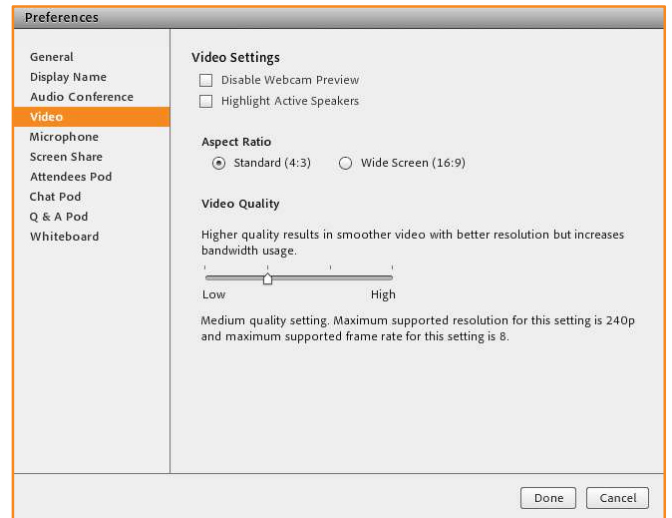 Preferences
General
Display Name
Audio Conference
Video
Microphone
Screen Share
Attendees Pod
Chat Pod
Q & A Pod
Whiteboard
Video Settings
Disable Webcam Preview
Highlight Active Speakers
Aspect Ratio
Standard (4:3) Wide Screen (16:9)
Video Quality
Higher quality results in smoother video with better resolution but increases
bandwidth usage.
Low High
Medium quality setting. Maximum supported resolution for this setting is 240p
and maximum supported frame rate for this setting is 8.
Done Cancel